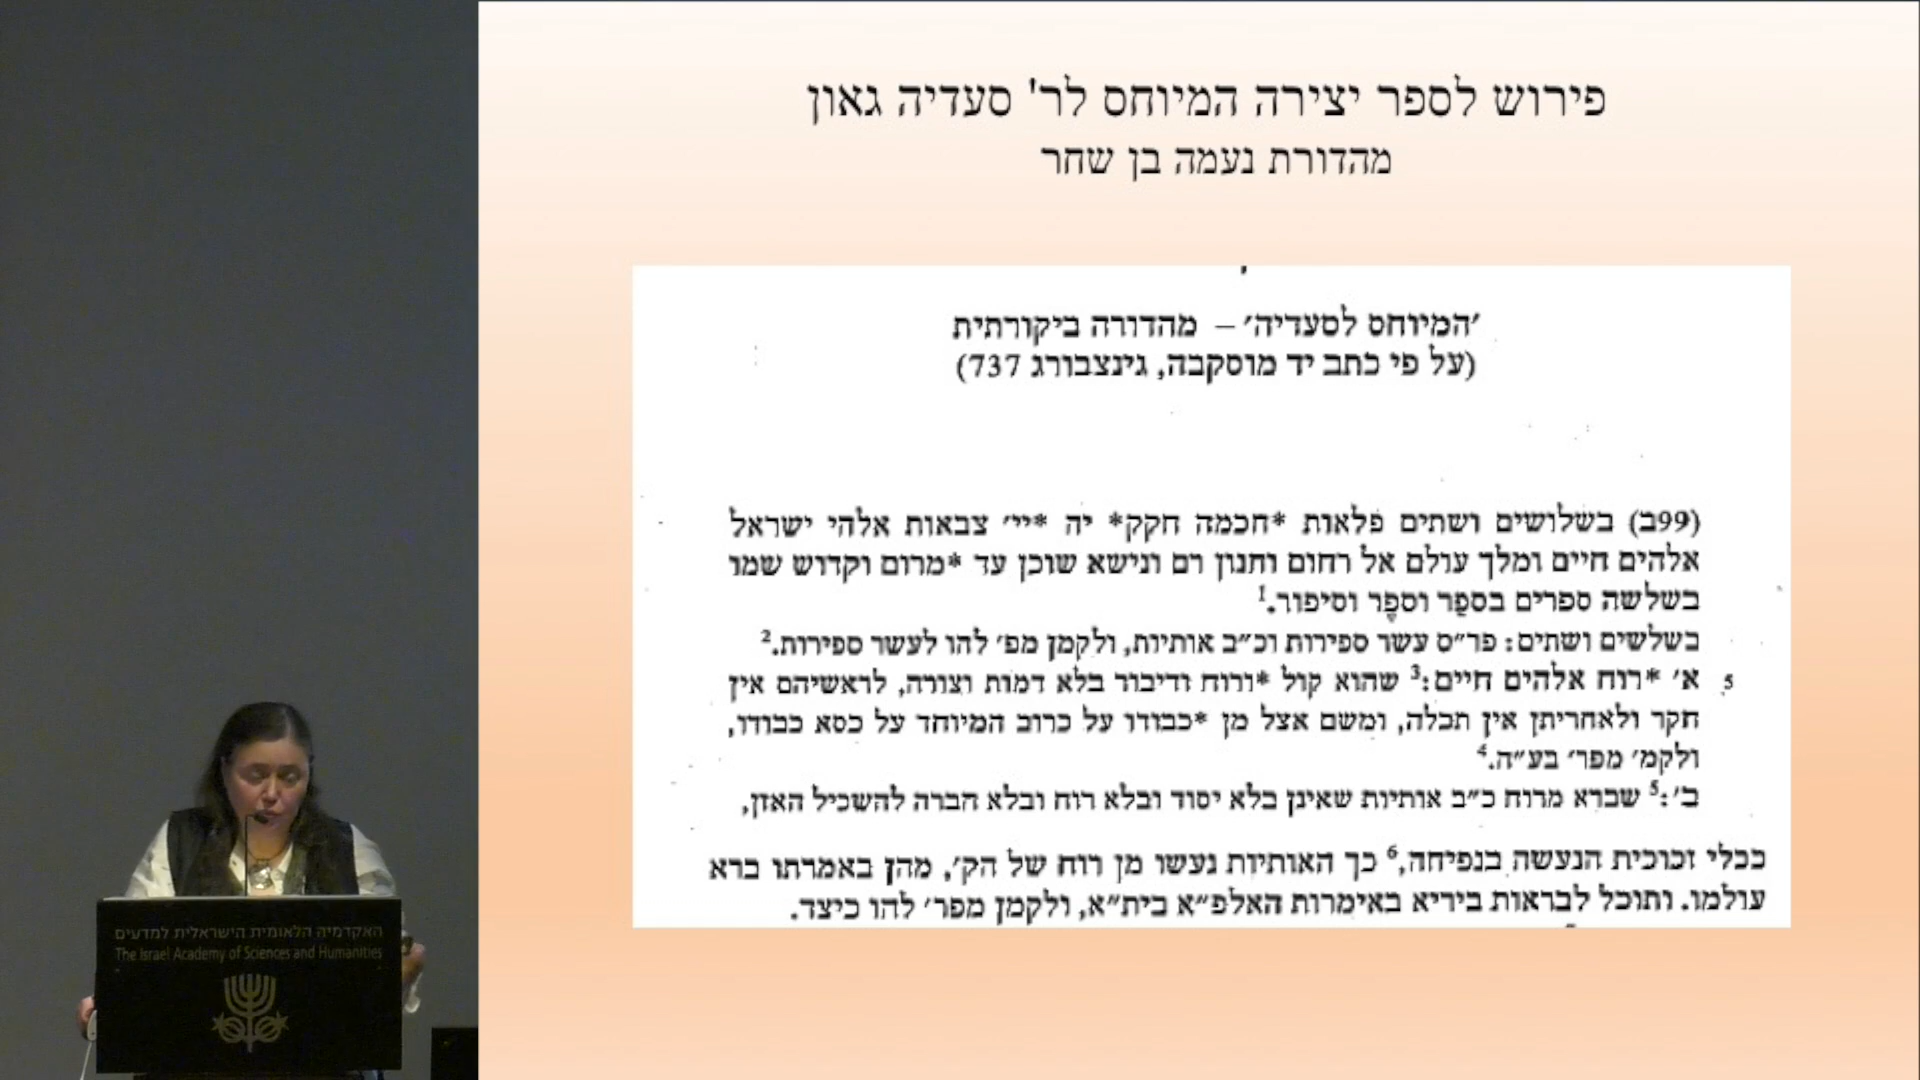 פירוש לספר יצירה המיוחס לר' סעדיה גאון
מהדורת נעמה בן שחר
׳המיוחס לסעדיה׳ – מהדורה ביקורתית
(על פי כתב יד מוסקבה, גינצבורג 737)
(99ב) בשלושים ושתים פלאות *חכמה חקק* יה *יי׳ צבאות אלהי ישראל
אלהים חיים ומלך עולם אל רחום וחנון רם ונישא שוכן עד *מרום וקדוש שמו
בשלשה ספרים בספַר וספֶר וסיפור.1
בשלשים ושתים: פר״ס עשר ספירות וכ״ב אותיות, ולקמן מפ׳ להו לעשר ספירות.2
5 א׳ *רוח אלהים חיים:3 שהוא קול *ורוח ודיבור בלא דמות וצורה, לראשיהם אין
חקר ולאחריתן אין תכלה, ומשם אצל מן *כבודו על כרוב המיוחד על כסא כבודו,
ולקמ׳ מפר׳ בע״ה.4
ב׳:5 שברא מרוח כ״ב אותיות שאינן בלא יסוד ובלא רוח ובלא חברה להשכיל האזן,
ככלי זכוכית הנעשה בנפיחה,6 כך האותיות נעשו מן רוח של הק׳, מהן באמרתו ברא
עולמו. ותוכל לבראות ביריא באימרות האלפ״א בית״א, ולקמן מפר׳ להו כיצד.
האקדמיה הלאומית הישראלית למדעים
The Israel Academy of Sciences and Humanities